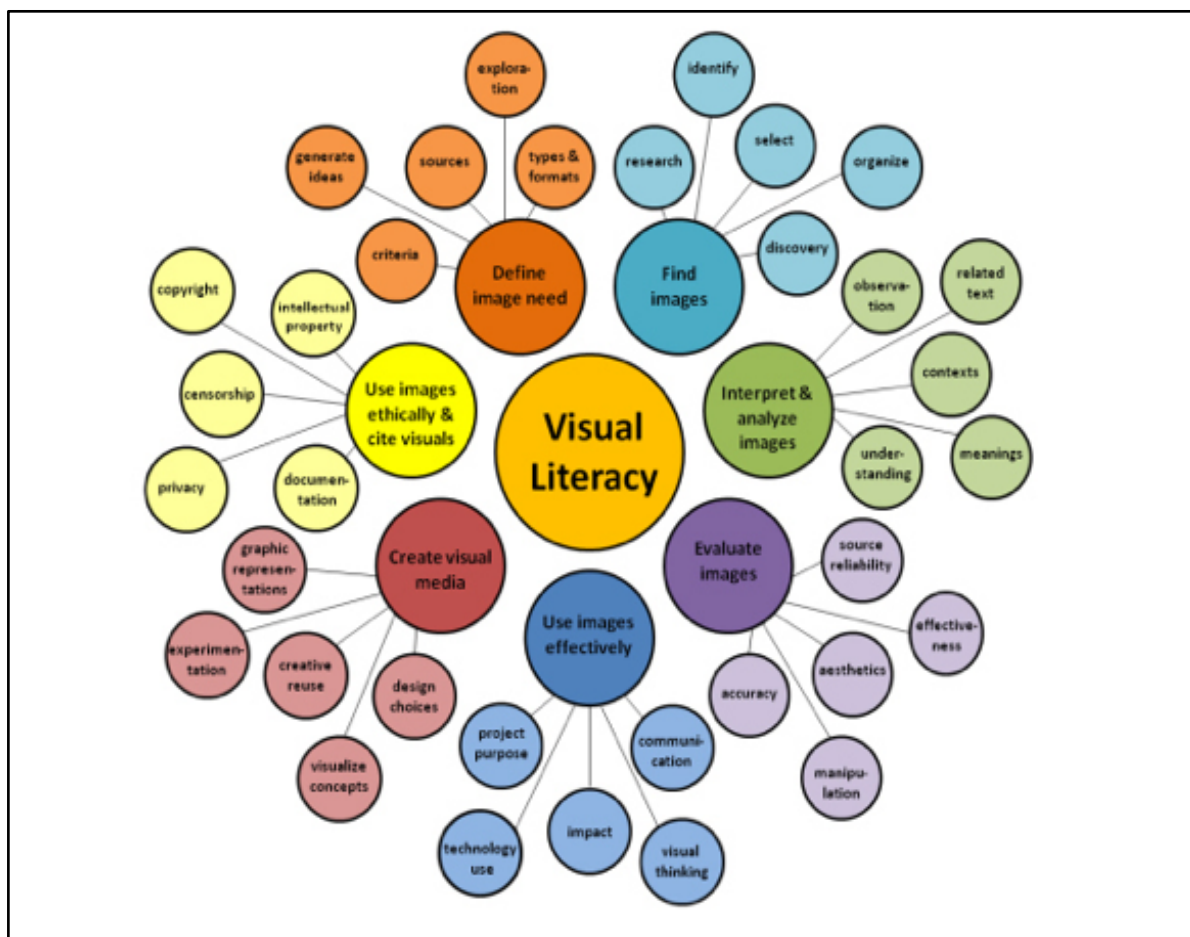 Visual
Literacy
Define
image need
explora-
tion
generate
ideas
sources
types &
formats
criteria
Find
images
identify
research
select
organize
discovery
Interpret &
analyze
images
observa-
tion
related
text
contexts
under-
standing
meanings
Evaluate
images
source
reliability
effective-
ness
aesthetics
accuracy
manipu-
lation
Use images
effectively
project
purpose
communi-
cation
technology
use
impact
visual
thinking
Create visual
media
graphic
represen-
tations
experimen-
tation
creative
reuse
design
choices
visualize
concepts
Use images
ethically &
cite visuals
copyright
intellectual
property
censorship
privacy
documen-
tation